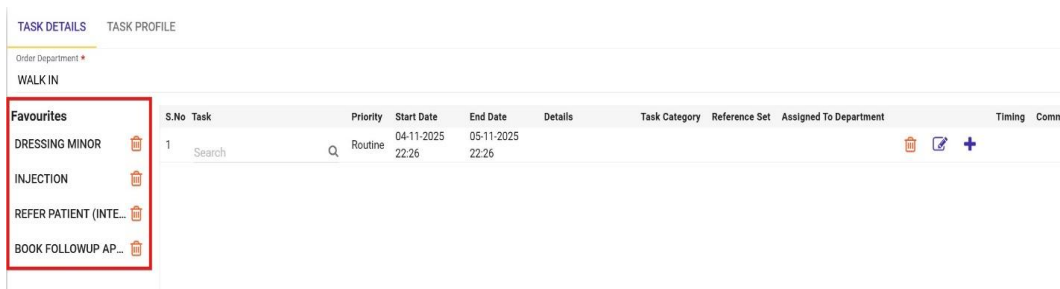 TASK DETAILS TASK PROFILE
Order Department *
WALK IN
Favourites
DRESSING MINOR
INJECTION
REFER PATIENT (INTE...
BOOK FOLLOWUP AP...
S.No Task Priority Start Date End Date Details Task Category Reference Set Assigned To Department Timing Comm
1 Search Routine 04-11-2025 05-11-2025
22:26 22:26